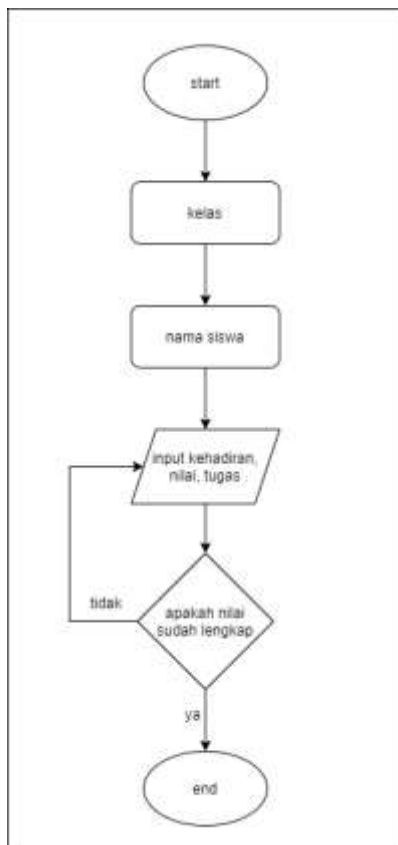 start
kelas
nama siswa
input kehadiran,
nilai, tugas
apakah nilai
sudah lengkap
tidak
ya
end